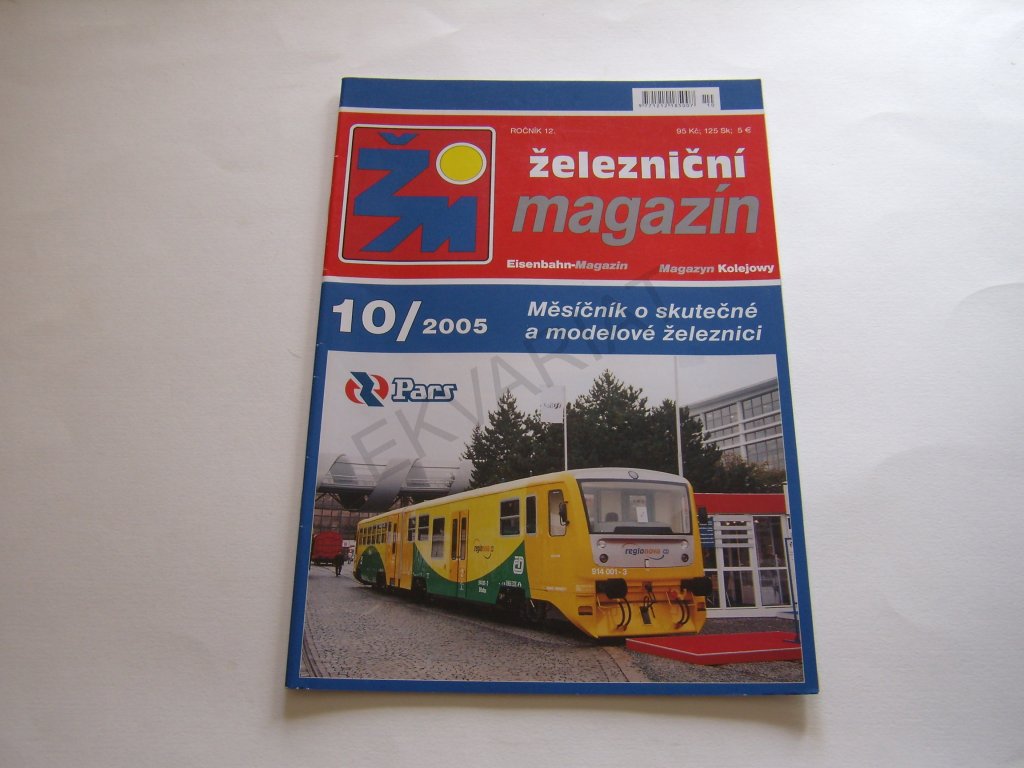 ROČNÍK 12.
95 Kč; 125 Sk; 5 €
ŽM
železniční
magazín
Eisenbahn-Magazin
Magazyn Kolejowy
10/2005
Měsíčník o skutečné
a modelové železnici
Pars
regionova
914 001-3